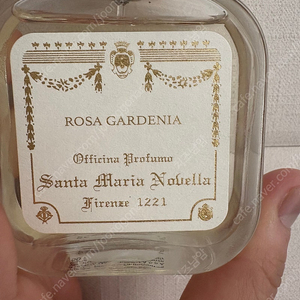 ROSA GARDENIA
Officina Profumo
Santa Maria Novella
Firenze 1221